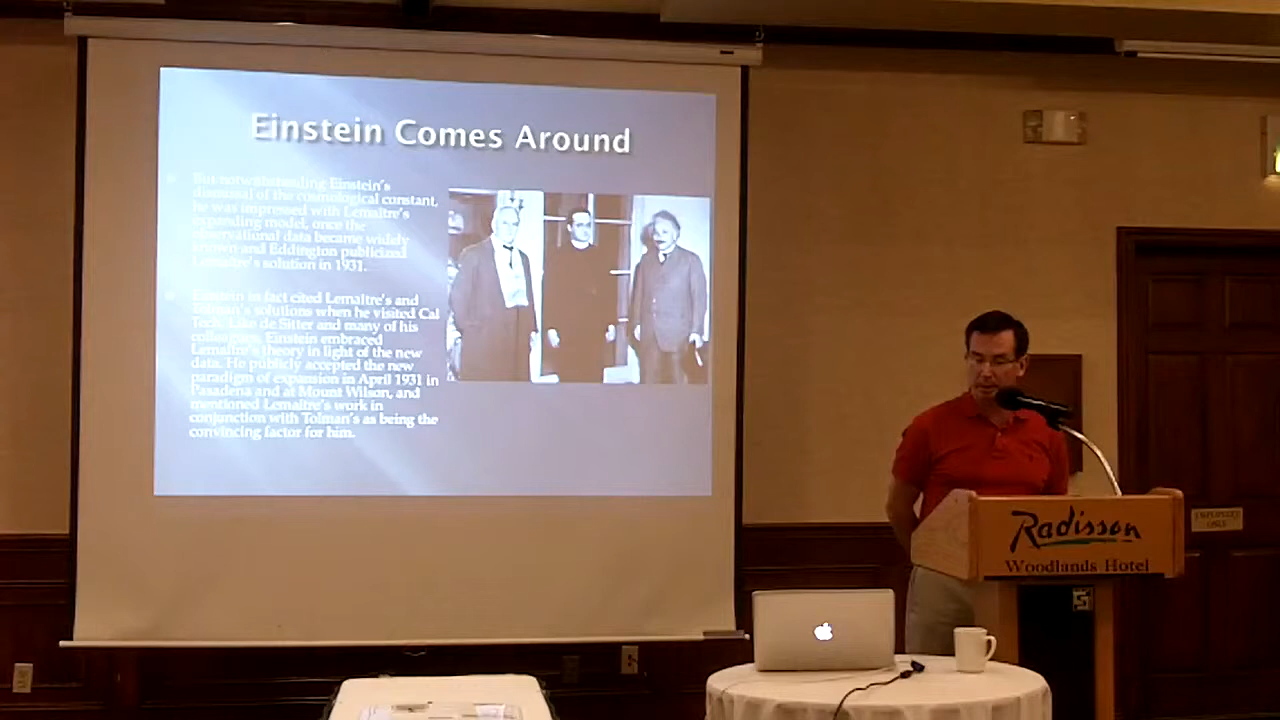 Einstein Comes Around
But notwithstanding Einstein's
dismissal of the cosmological constant,
he was impressed with Lemaître's
expanding model, once the
observational data became widely
known and Eddington publicized
Lemaître's solution in 1931.
Einstein in fact cited Lemaître's and
Tolman's solutions when he visited Cal
Tech. Like de Sitter and many of his
colleagues, Einstein embraced
Lemaître's theory in light of the new
data. He publicly accepted the new
paradigm of expansion in April 1931 in
Pasadena and at Mount Wilson, and
mentioned Lemaître's work in
conjunction with Tolman's as being the
convincing factor for him.
Radisson
Woodlands Hotel
EMPLOYEES
ONLY